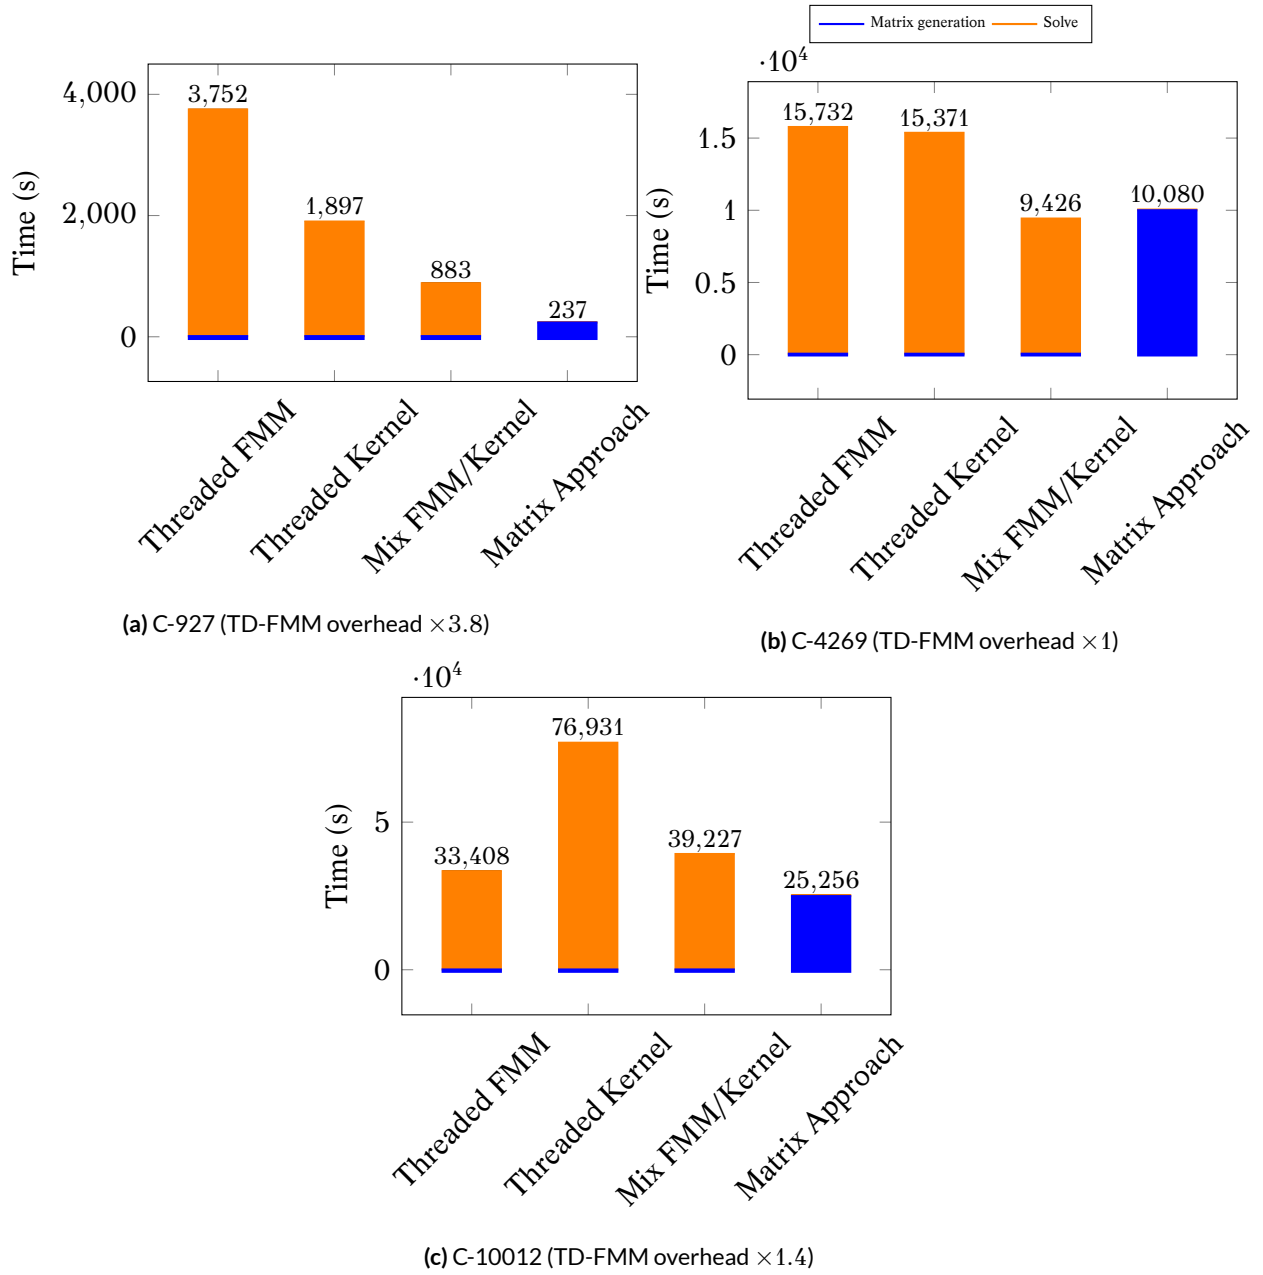 Matrix generation Solve
4,000
2,000
0
Time (s)
3,752
1,897
883
237
Threaded FMM
Threaded Kernel
Mix FMM/Kernel
Matrix Approach
(a) C-927 (TD-FMM overhead ×3.8)
·10⁴
1.5
1
0.5
0
Time (s)
15,732
15,371
9,426
10,080
Threaded FMM
Threaded Kernel
Mix FMM/Kernel
Matrix Approach
(b) C-4269 (TD-FMM overhead ×1)
·10⁴
5
0
Time (s)
33,408
76,931
39,227
25,256
Threaded FMM
Threaded Kernel
Mix FMM/Kernel
Matrix Approach
(c) C-10012 (TD-FMM overhead ×1.4)